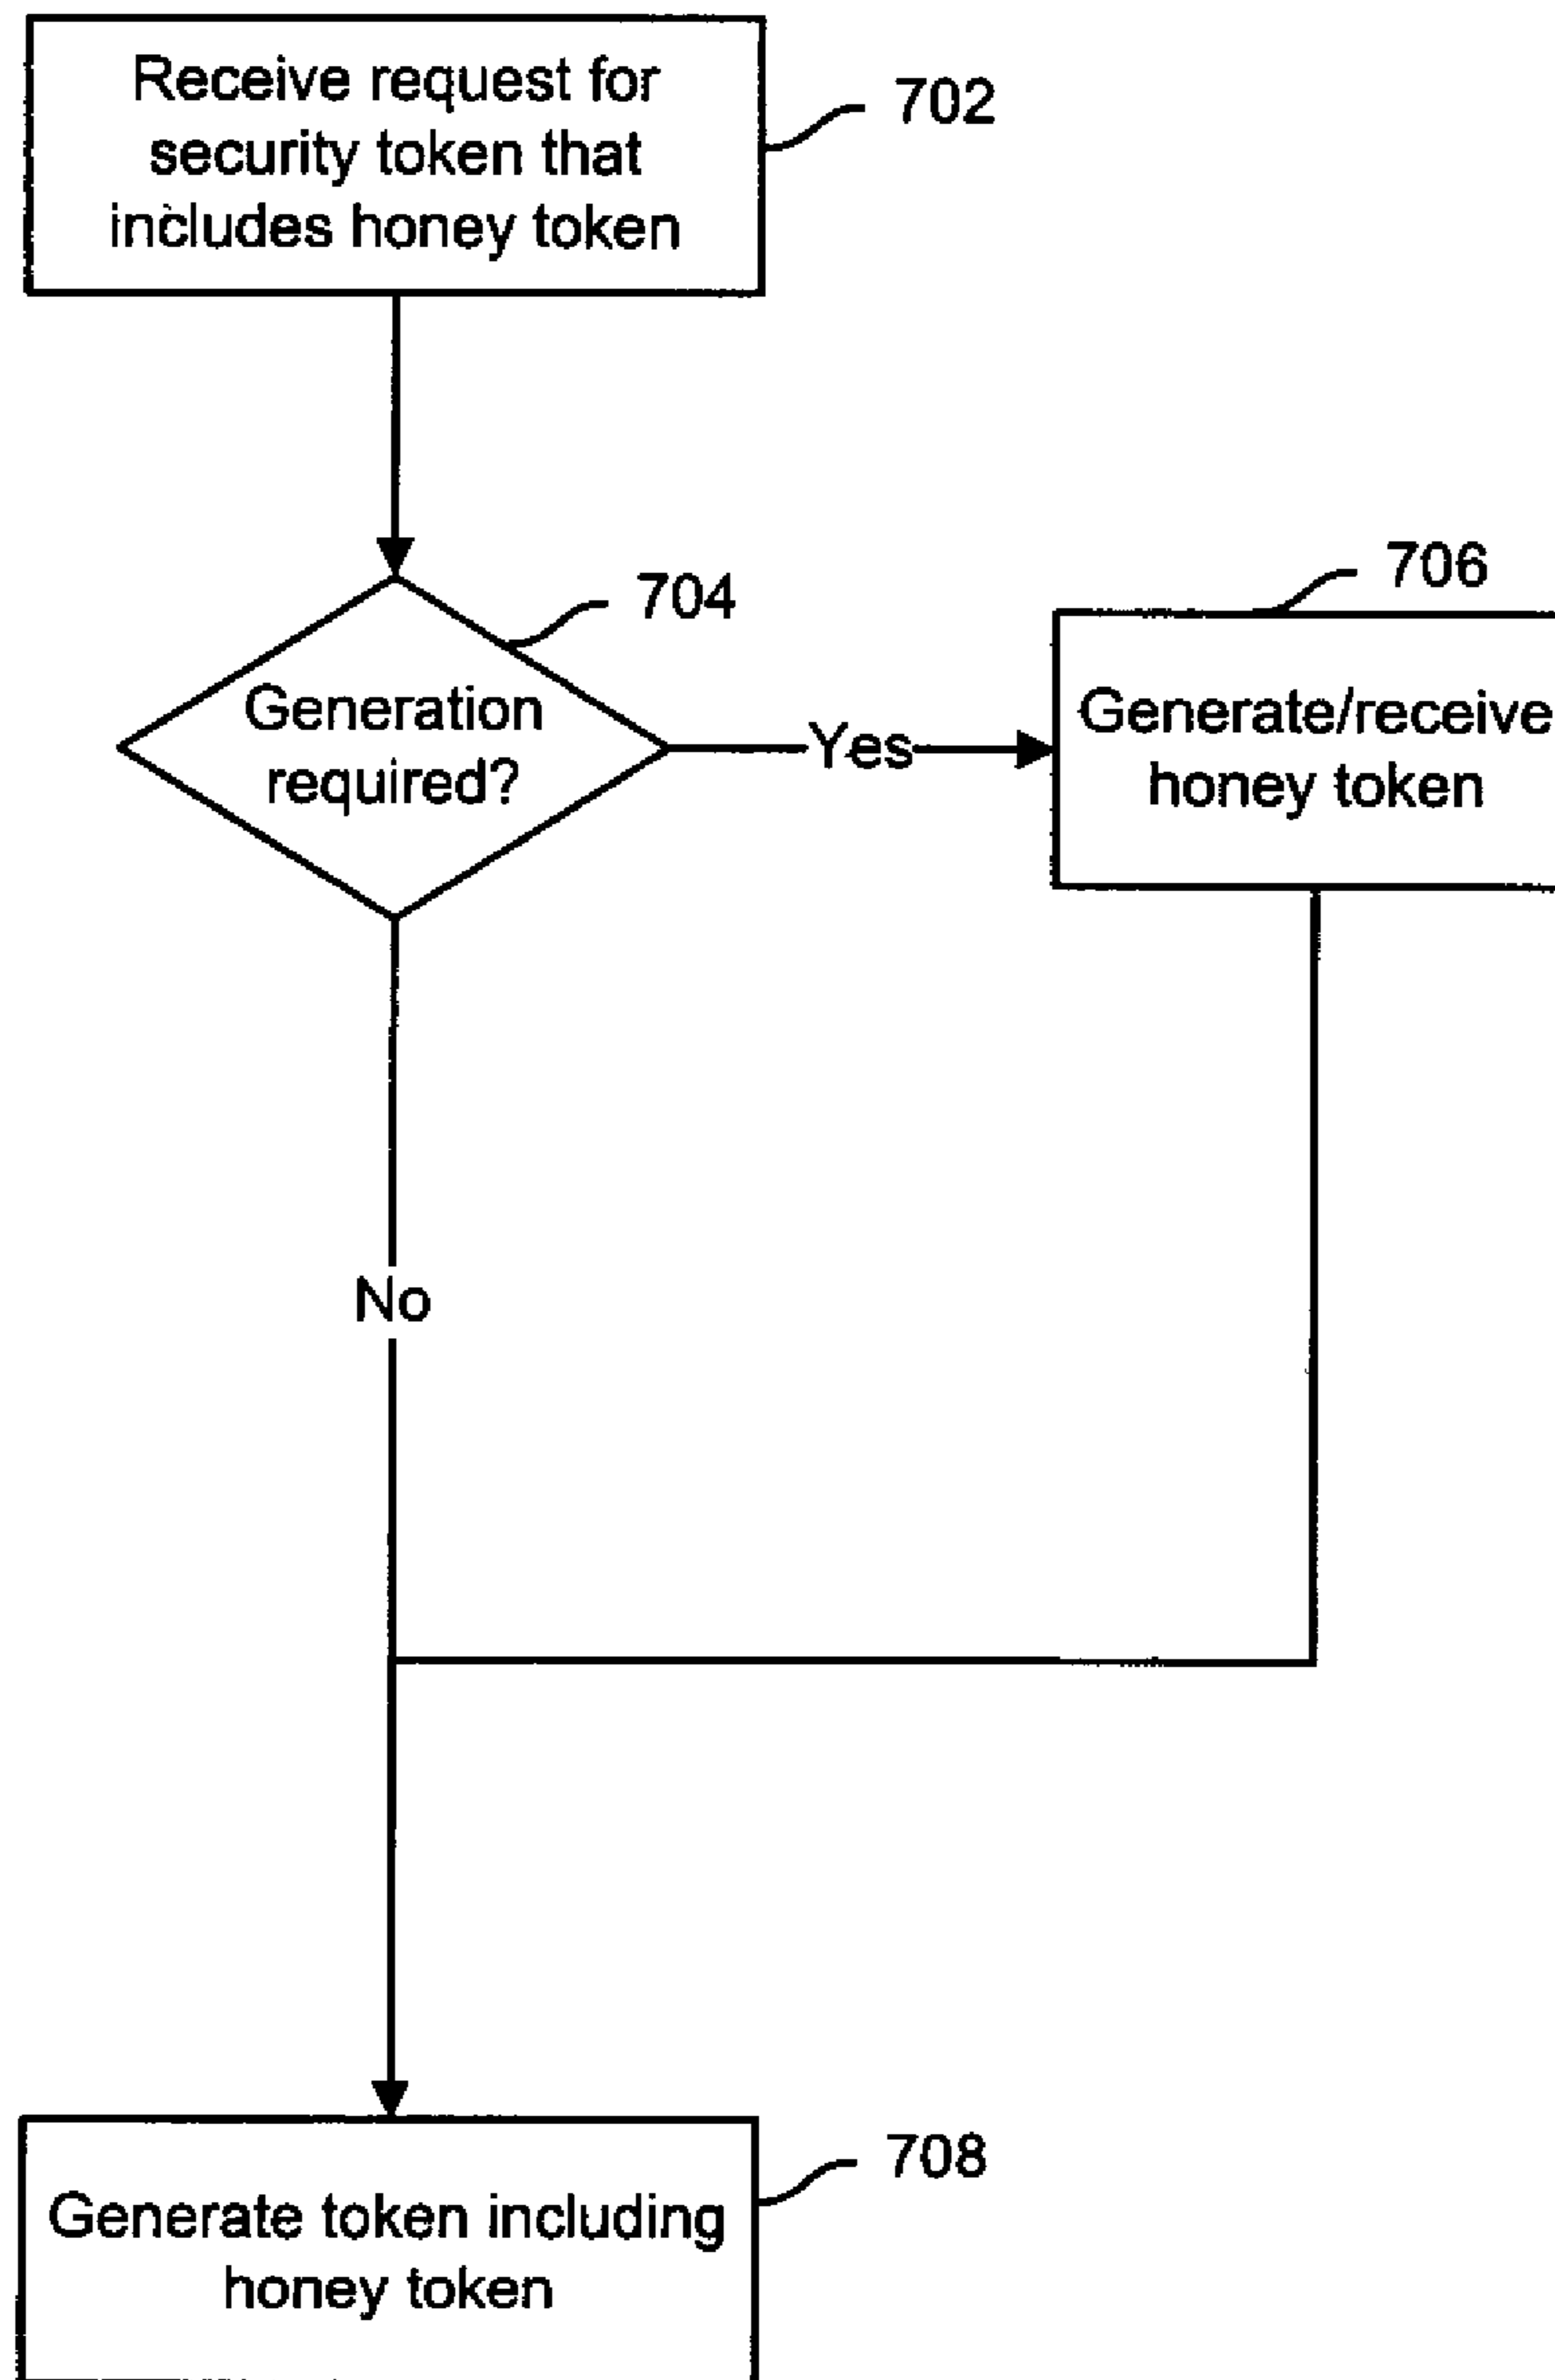 Receive request for
security token that
includes honey token
702
704
Generation
required?
Yes
706
Generate/receive
honey token
No
708
Generate token including
honey token